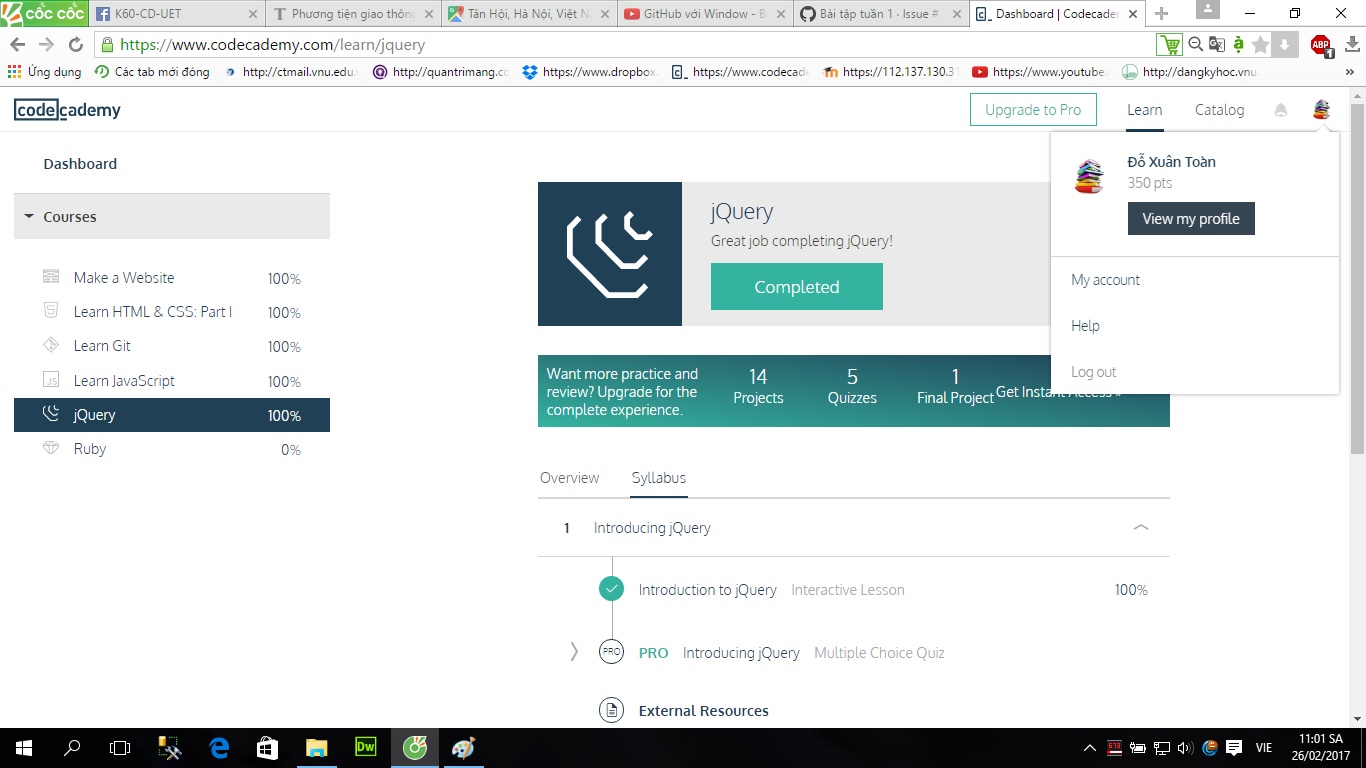 cốc cốc
K60-CD-UET
Phương tiện giao thông
Tân Hội, Hà Nội, Việt N
GitHub với Window - B
Bài tập tuần 1 · Issue #
Dashboard | Codecader
https://www.codecademy.com/learn/jquery
ABP
1
Ứng dụng
Các tab mới đóng
http://ctmail.vnu.edu.
http://quantrimang.co
https://www.dropbox.
https://www.codecade
https://112.137.130.3
https://www.youtube.
http://dangkyhoc.vnu
»
codecademy
Upgrade to Pro
Learn
Catalog
Dashboard
Đỗ Xuân Toàn
350 pts
View my profile
My account
Help
Log out
Courses
Make a Website 100%
Learn HTML & CSS: Part I 100%
Learn Git 100%
Learn JavaScript 100%
jQuery 100%
Ruby 0%
jQuery
Great job completing jQuery!
Completed
Want more practice and
review? Upgrade for the
complete experience.
14
Projects
5
Quizzes
1
Final Project
Get Instant Access »
Overview
Syllabus
1 Introducing jQuery
Introduction to jQuery Interactive Lesson 100%
PRO PRO Introducing jQuery Multiple Choice Quiz
External Resources
Dw
VIE
11:01 SA
26/02/2017